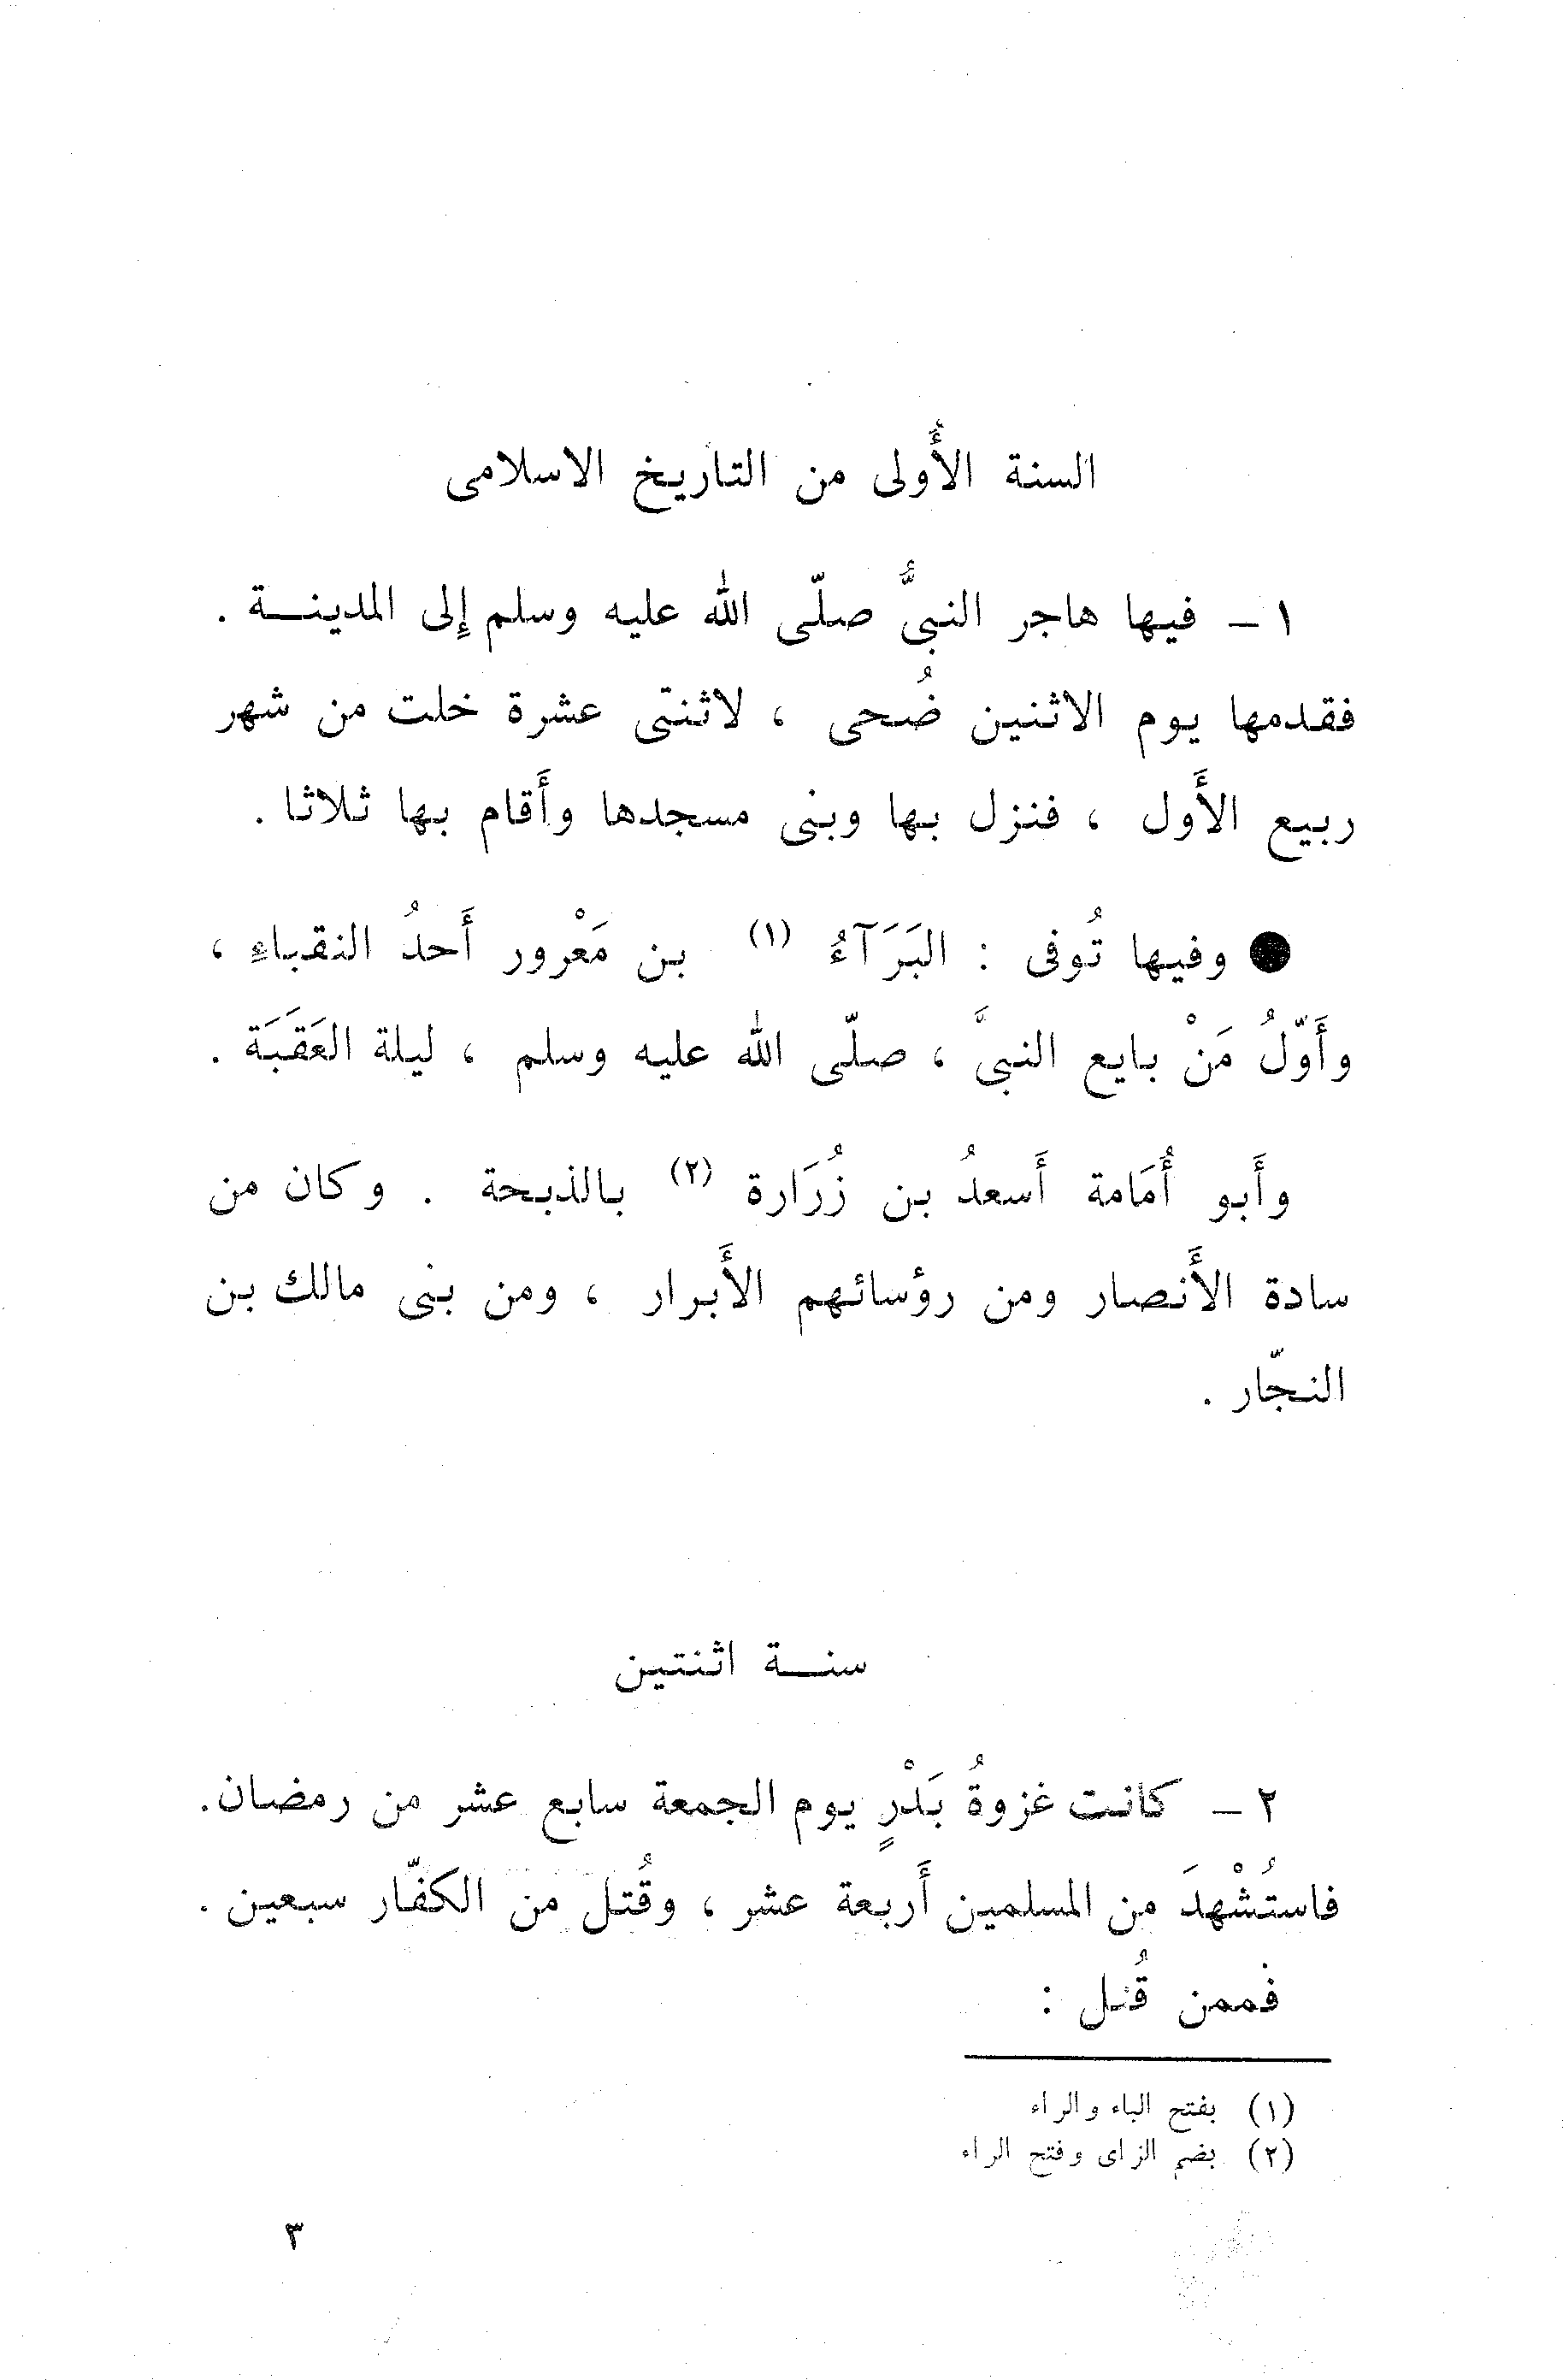 السنة الأُولى من التاريخ الاسلامى
١ – فيها هاجر النبىُّ صلّى الله عليه وسلم إلى المدينـــة .
فقدمها يوم الاثنين ضُحى ، لاثنتى عشرة خلت من شهر
ربيع الأَول ، فنزل بها وبنى مسجدها وأَقام بها ثلاثا .
● وفيها تُوفى : البَرَآءُ (١) بن مَعْرور أَحدُ النقباءِ ،
وأَوّلُ مَنْ بايع النبىَّ ، صلّى الله عليه وسلم ، ليلة العَقَبَة .
وأَبو أُمَامة أَسعدُ بن زُرَارة (٢) بالذبحة . وكان من
سادة الأَنصار ومن رؤسائهم الأَبرار ، ومن بنى مالك بن
النجّار .
سنـــة اثنتين
٢ – كانت غزوةُ بَدْرٍ يوم الجمعة سابع عشر من رمضان.
فاستُشْهدَ من المسلمين أَربعة عشر ، وقُتل من الكفّار سبعين .
فممن قُتل :
(١) بفتح الباء والراء
(٢) بضم الزاى وفتح الراء
٣